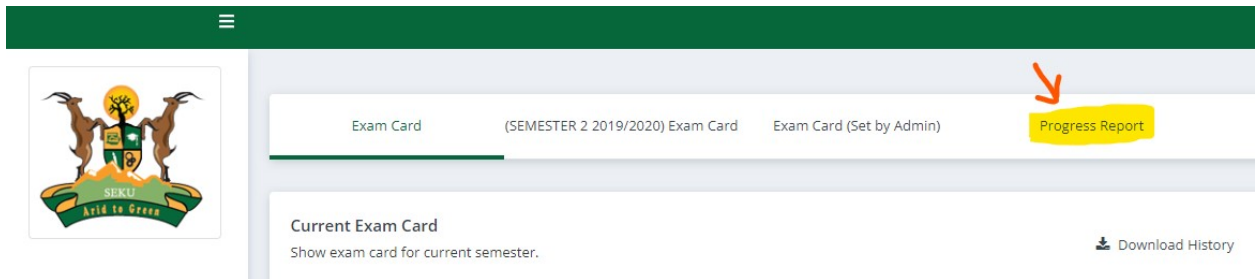 Exam Card
(SEMESTER 2 2019/2020) Exam Card
Exam Card (Set by Admin)
Progress Report
SEKU
Arid to Green
Current Exam Card
Show exam card for current semester.
Download History